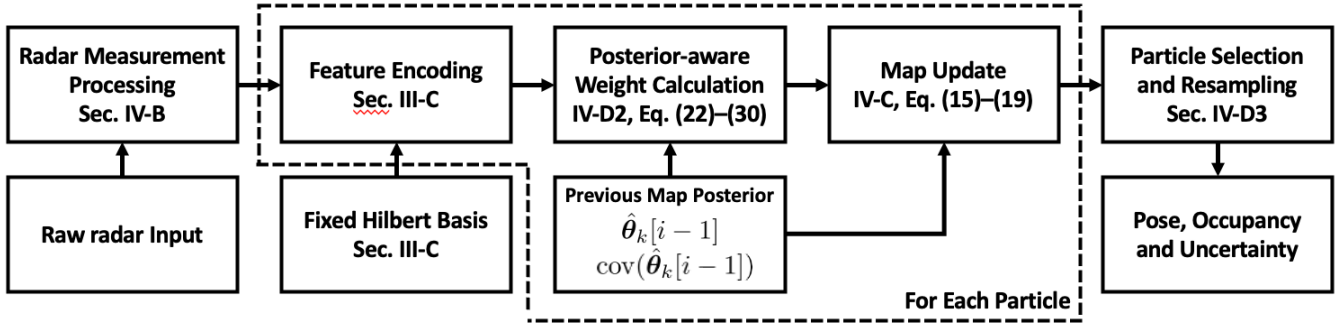 Radar Measurement
Processing
Sec. IV-B
Feature Encoding
Sec. III-C
Posterior-aware
Weight Calculation
IV-D2, Eq. (22)–(30)
Map Update
IV-C, Eq. (15)–(19)
Particle Selection
and Resampling
Sec. IV-D3
Raw radar Input
Fixed Hilbert Basis
Sec. III-C
Previous Map Posterior
θ̂ₖ[i − 1]
cov(θ̂ₖ[i − 1])
Pose, Occupancy
and Uncertainty
For Each Particle